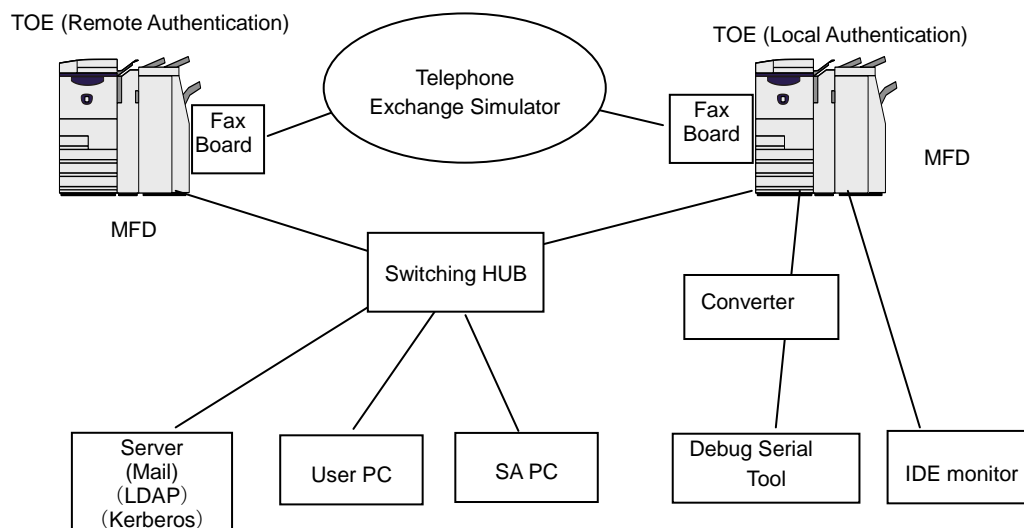 TOE (Remote Authentication)
TOE (Local Authentication)
Telephone
Exchange Simulator
Fax
Board
Fax
Board
MFD
MFD
Switching HUB
Converter
Server
(Mail)
（LDAP）
（Kerberos）
User PC
SA PC
Debug Serial
Tool
IDE monitor